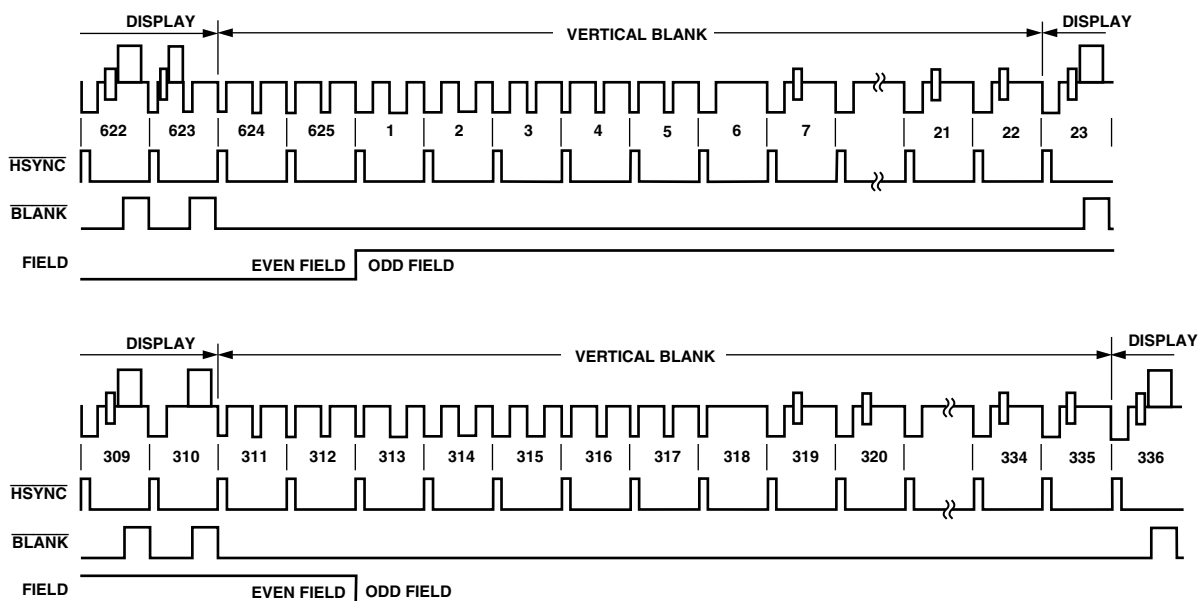 DISPLAY VERTICAL BLANK DISPLAY
622 623 624 625 1 2 3 4 5 6 7 21 22 23
HSYNC
BLANK
FIELD EVEN FIELD ODD FIELD
DISPLAY VERTICAL BLANK DISPLAY
309 310 311 312 313 314 315 316 317 318 319 320 334 335 336
HSYNC
BLANK
FIELD EVEN FIELD ODD FIELD